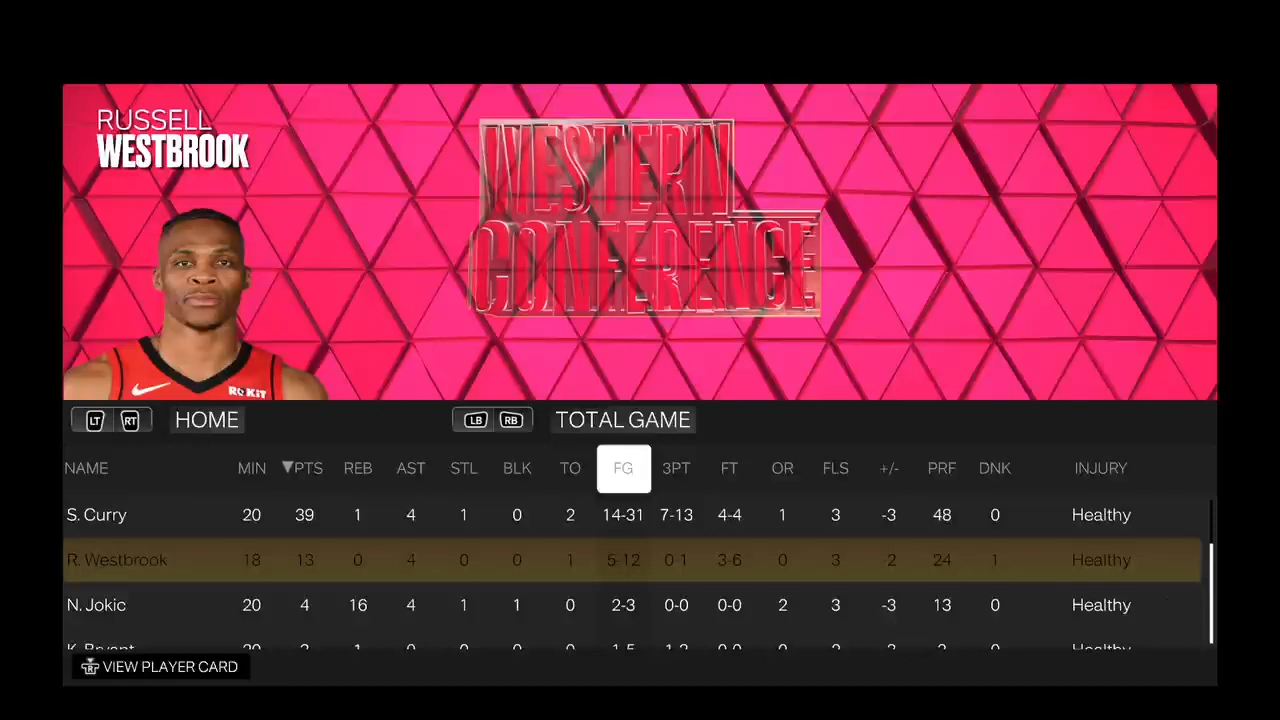 RUSSELL
WESTBROOK
WESTERN
CONFERENCE
ROKiT
LT RT HOME LB RB TOTAL GAME
NAME MIN ▼PTS REB AST STL BLK TO FG 3PT FT OR FLS +/- PRF DNK INJURY
S. Curry 20 39 1 4 1 0 2 14-31 7-13 4-4 1 3 -3 48 0 Healthy
R. Westbrook 18 13 0 4 0 0 1 5-12 0-1 3-6 0 3 -2 24 1 Healthy
N. Jokic 20 4 16 4 1 1 0 2-3 0-0 0-0 2 3 -3 13 0 Healthy
K. Bryant
R VIEW PLAYER CARD